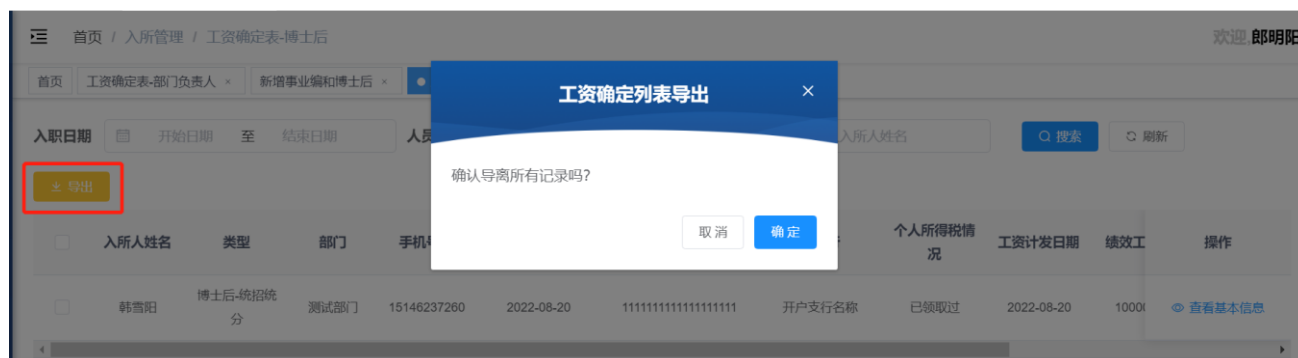 首页 / 入所管理 / 工资确定表-博士后
欢迎,郎明阳
首页 工资确定表-部门负责人 × 新增事业编和博士后 ×
工资确定列表导出 ×
入职日期 开始日期 至 结束日期 入所人姓名 搜索 刷新
导出
确认导离所有记录吗?
取消 确定
入所人姓名 类型 部门 个人所得税情
况 工资计发日期 操作
韩雪阳 博士后-统招统
分 测试部门 15146237260 2022-08-20 1111111111111111111 开户支行名称 已领取过 2022-08-20 查看基本信息